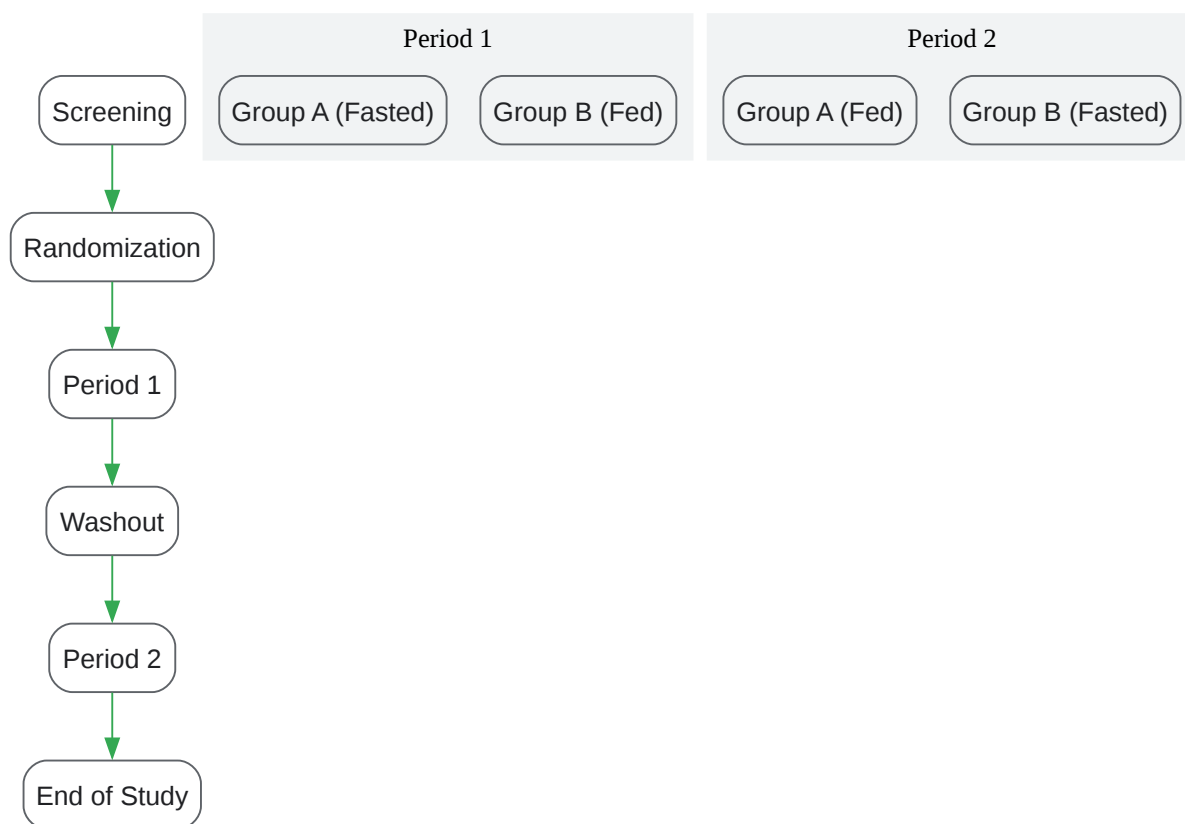 Period 1
Period 2
Screening
Group A (Fasted)
Group B (Fed)
Group A (Fed)
Group B (Fasted)
Randomization
Period 1
Washout
Period 2
End of Study